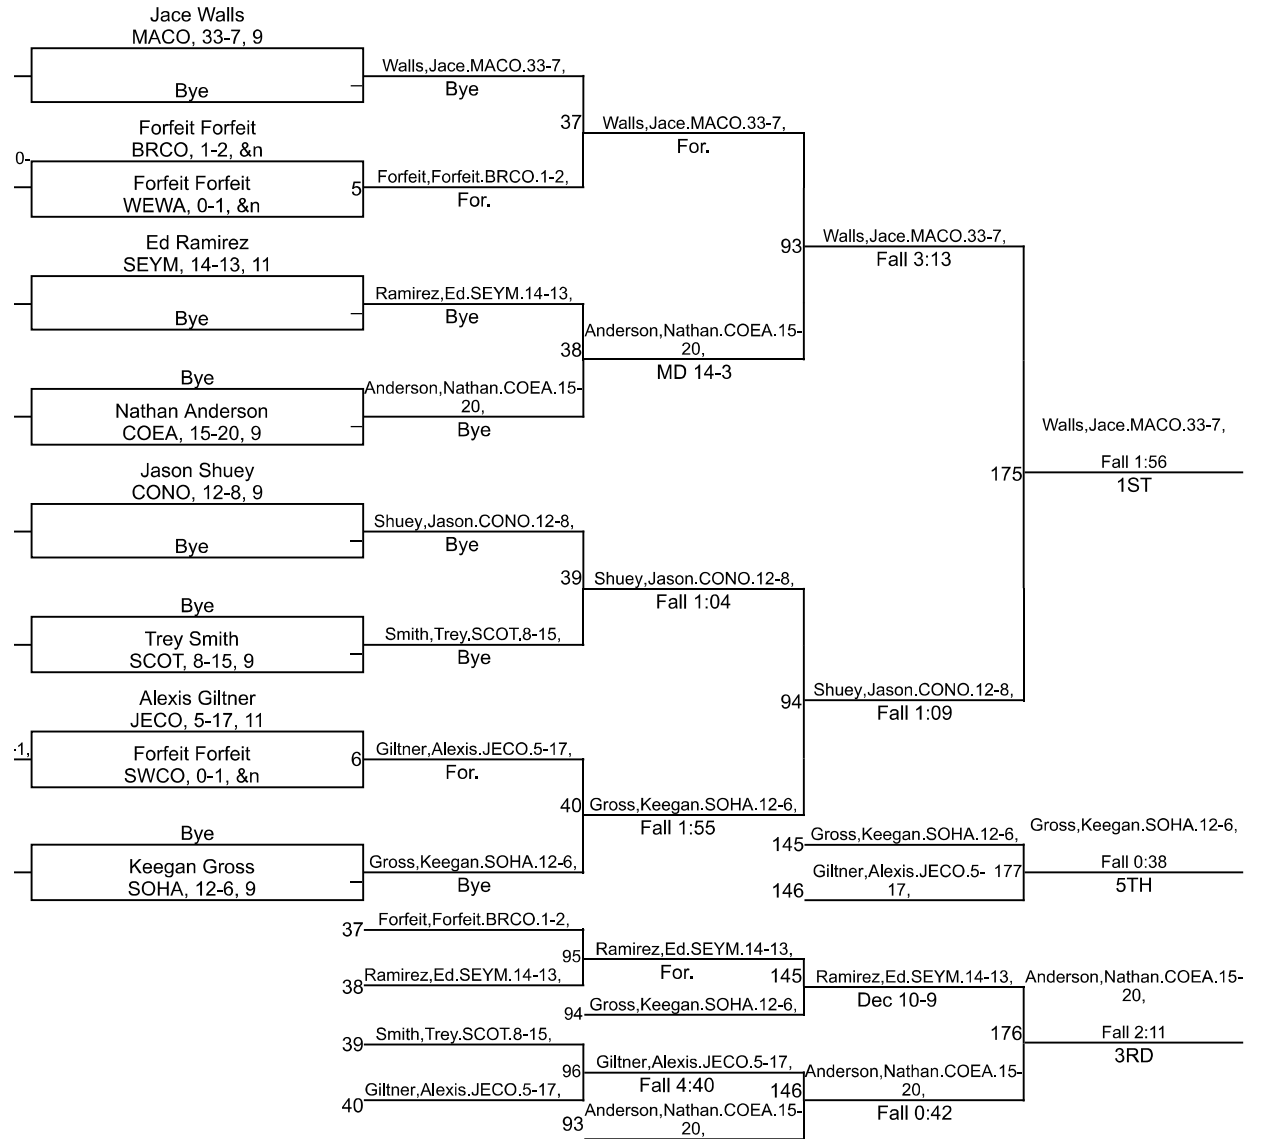 Jace Walls
MACO, 33-7, 9
Walls,Jace.MACO.33-7,
Bye
Bye
37
Walls,Jace.MACO.33-7,
For.
Forfeit Forfeit
BRCO, 1-2, &n
0-
Forfeit Forfeit
WEWA, 0-1, &n
5
Forfeit,Forfeit.BRCO.1-2,
For.
93
Walls,Jace.MACO.33-7,
Fall 3:13
Ed Ramirez
SEYM, 14-13, 11
Ramirez,Ed.SEYM.14-13,
Bye
Bye
38
Anderson,Nathan.COEA.15-
20,
MD 14-3
Bye
Nathan Anderson
COEA, 15-20, 9
Anderson,Nathan.COEA.15-
20,
Bye
Walls,Jace.MACO.33-7,
175
Fall 1:56
1ST
Jason Shuey
CONO, 12-8, 9
Shuey,Jason.CONO.12-8,
Bye
Bye
39
Shuey,Jason.CONO.12-8,
Fall 1:04
Bye
Trey Smith
SCOT, 8-15, 9
Smith,Trey.SCOT.8-15,
Bye
94
Shuey,Jason.CONO.12-8,
Fall 1:09
Alexis Giltner
JECO, 5-17, 11
-1,
Forfeit Forfeit
SWCO, 0-1, &n
6
Giltner,Alexis.JECO.5-17,
For.
40
Gross,Keegan.SOHA.12-6,
Fall 1:55
Bye
Keegan Gross
SOHA, 12-6, 9
Gross,Keegan.SOHA.12-6,
Bye
145
Gross,Keegan.SOHA.12-6,
146
Giltner,Alexis.JECO.5-
17,
177
Gross,Keegan.SOHA.12-6,
Fall 0:38
5TH
37
Forfeit,Forfeit.BRCO.1-2,
38
Ramirez,Ed.SEYM.14-13,
95
Ramirez,Ed.SEYM.14-13,
For.
94
Gross,Keegan.SOHA.12-6,
145
Ramirez,Ed.SEYM.14-13,
Dec 10-9
Anderson,Nathan.COEA.15-
20,
176
Fall 2:11
3RD
39
Smith,Trey.SCOT.8-15,
40
Giltner,Alexis.JECO.5-17,
96
Giltner,Alexis.JECO.5-17,
Fall 4:40
93
Anderson,Nathan.COEA.15-
20,
146
Anderson,Nathan.COEA.15-
20,
Fall 0:42